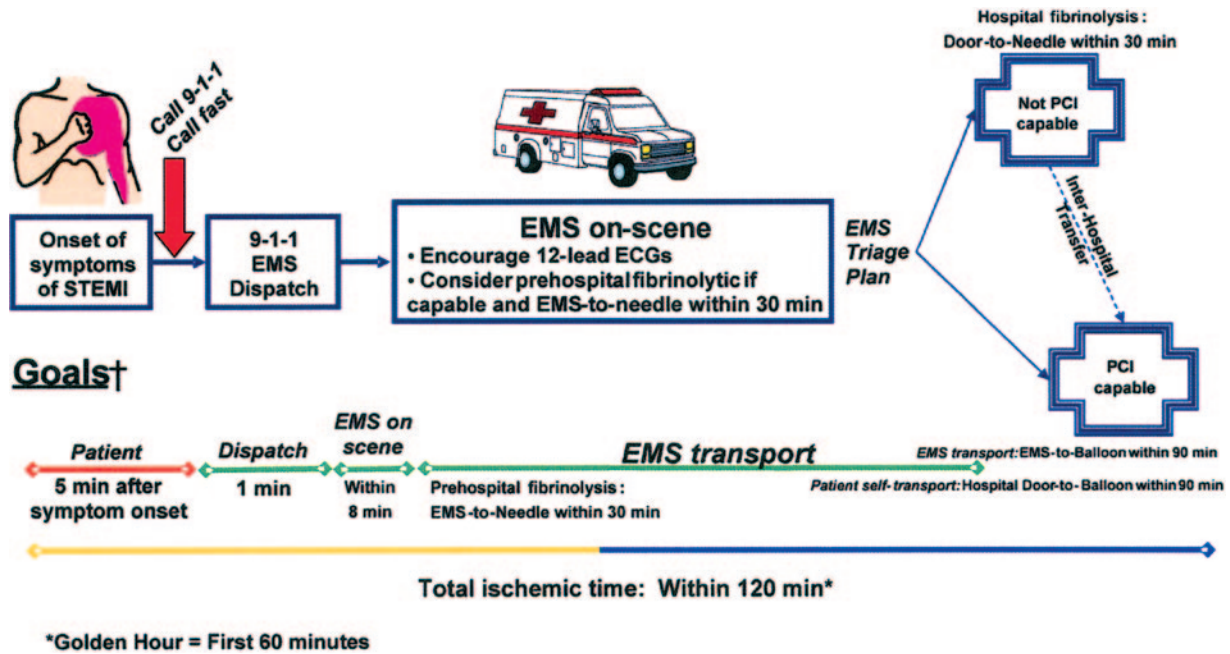 Hospital fibrinolysis :
Door-to-Needle within 30 min
Not PCI
capable
Call 9-1-1
Call fast
Inter-Hospital
Transfer
Onset of
symptoms
of STEMI
9-1-1
EMS
Dispatch
EMS on-scene
• Encourage 12-lead ECGs
• Consider prehospital fibrinolytic if
capable and EMS-to-needle within 30 min
EMS
Triage
Plan
PCI
capable
Goals†
Patient
5 min after
symptom onset
Dispatch
1 min
EMS on
scene
Within
8 min
EMS transport
Prehospital fibrinolysis :
EMS-to-Needle within 30 min
EMS transport: EMS-to-Balloon within 90 min
Patient self-transport: Hospital Door-to-Balloon within 90 min
Total ischemic time: Within 120 min*
*Golden Hour = First 60 minutes